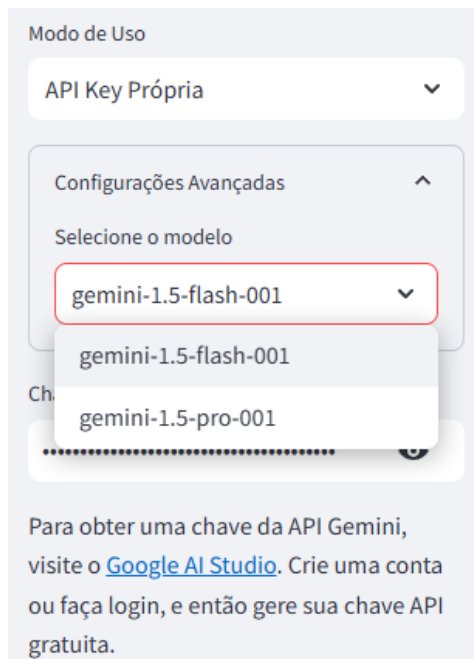 Modo de Uso
API Key Própria
Configurações Avançadas
Selecione o modelo
gemini-1.5-flash-001
gemini-1.5-flash-001
gemini-1.5-pro-001
Para obter uma chave da API Gemini,
visite o Google AI Studio. Crie uma conta
ou faça login, e então gere sua chave API
gratuita.